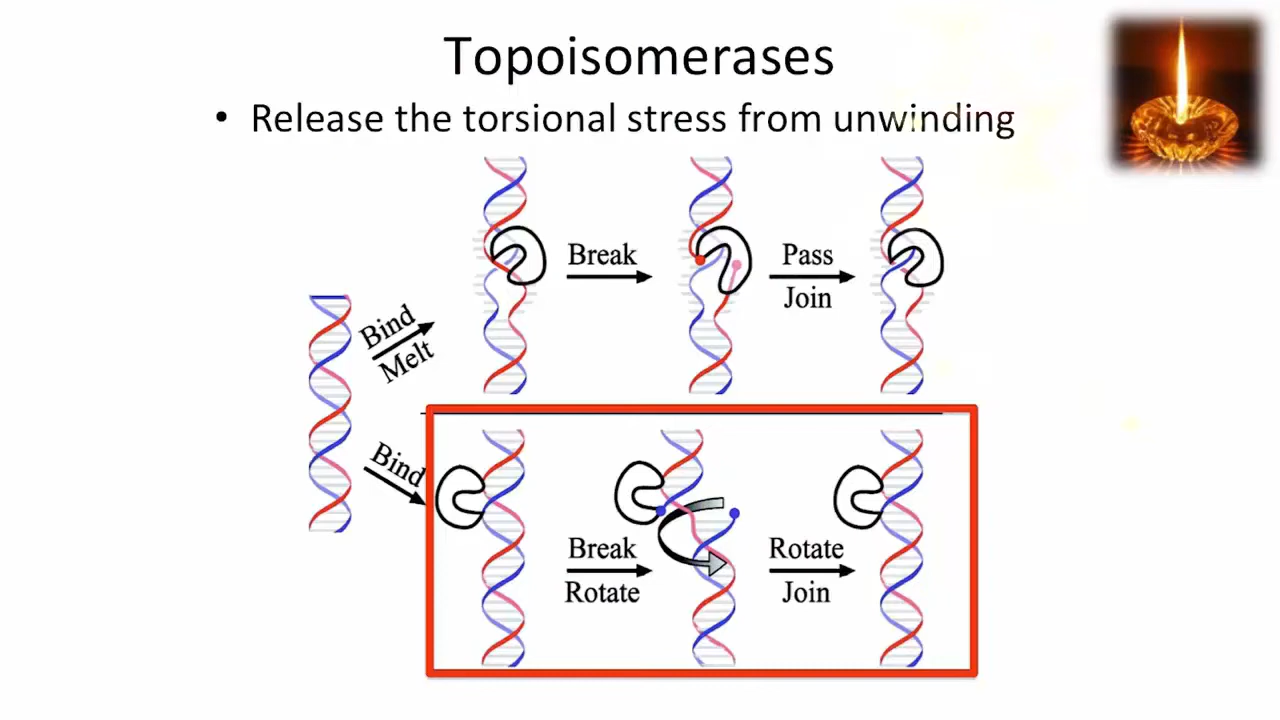 Topoisomerases
• Release the torsional stress from unwinding
Break
Pass
Join
Bind
Melt
Bind
Break
Rotate
Rotate
Join